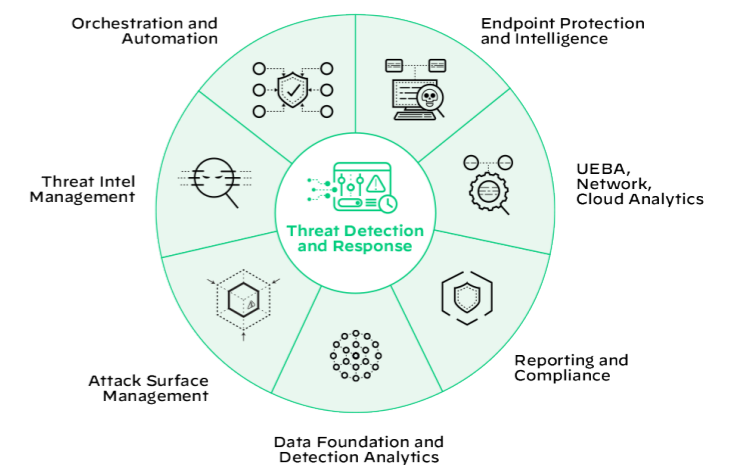 Orchestration and
Automation
Endpoint Protection
and Intelligence
Threat Intel
Management
UEBA,
Network,
Cloud Analytics
Threat Detection
and Response
Attack Surface
Management
Reporting and
Compliance
Data Foundation and
Detection Analytics